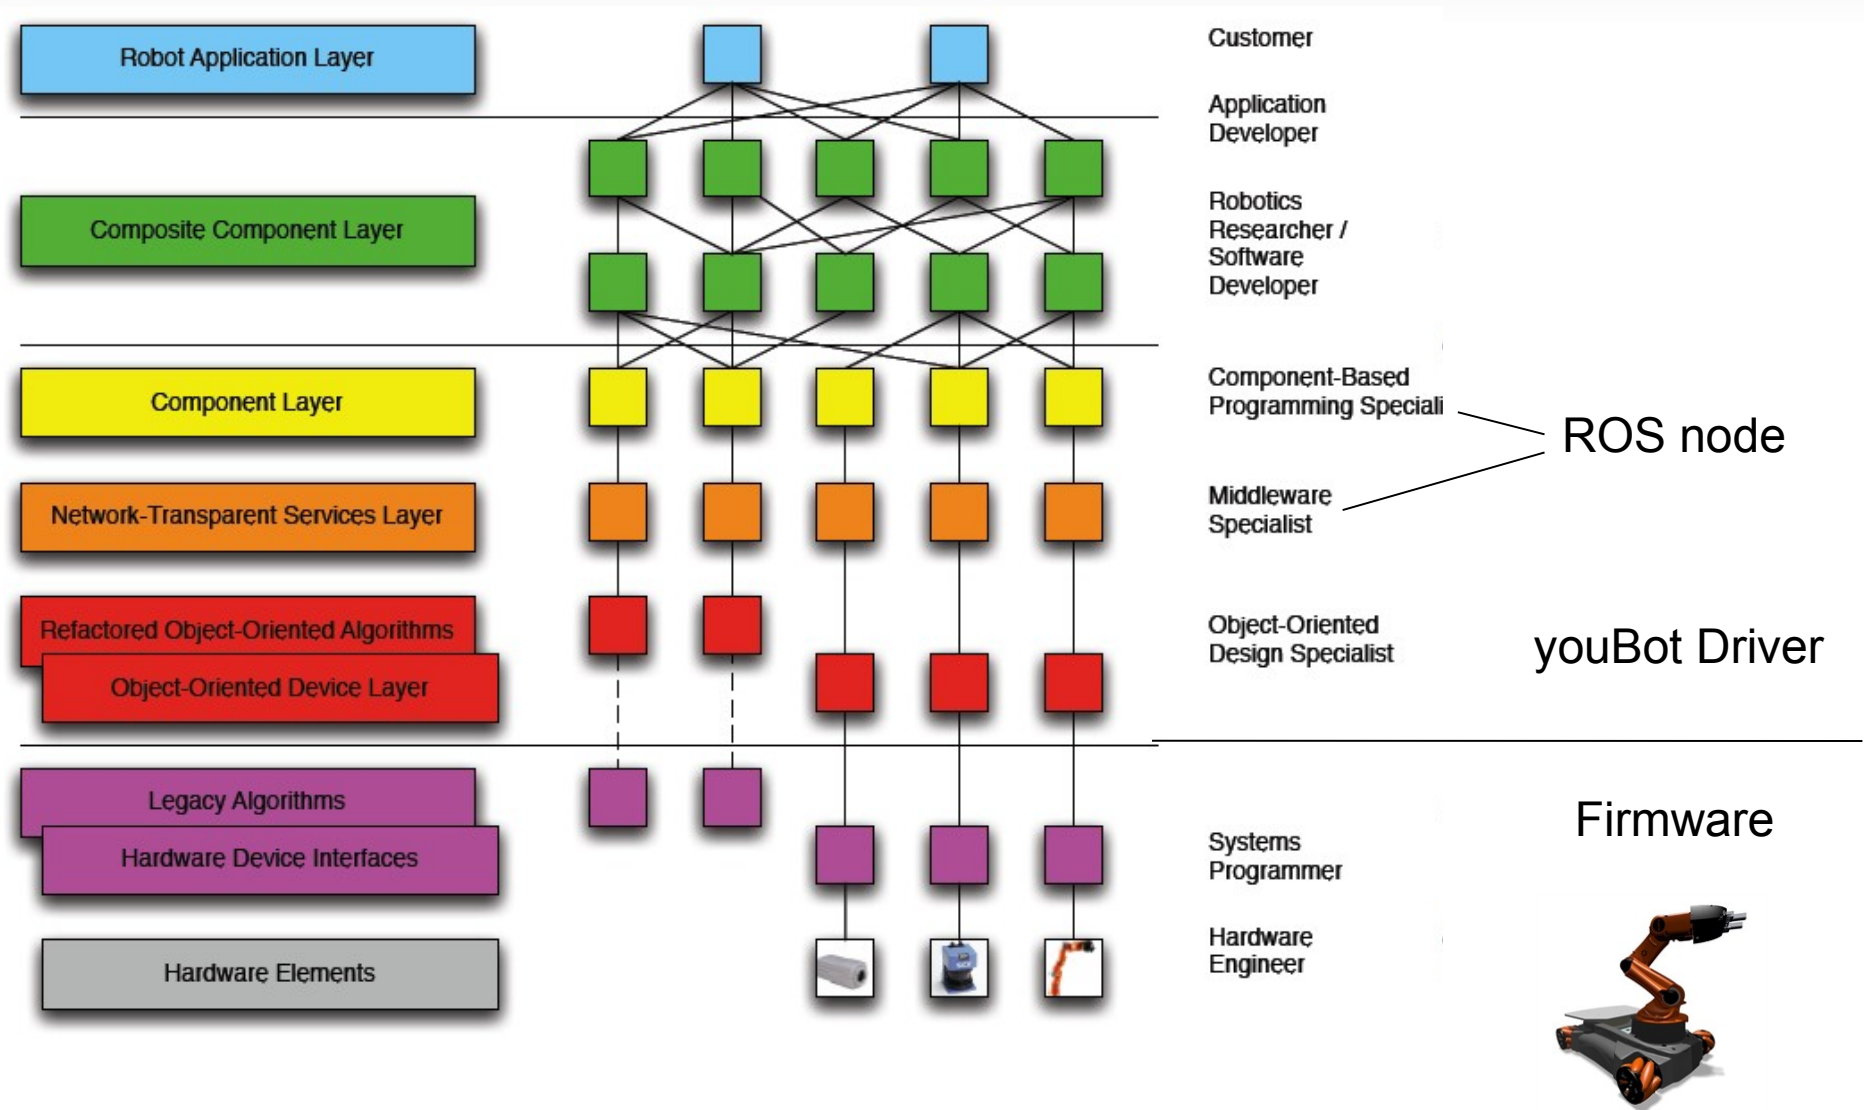 Robot Application Layer
Customer
Application
Developer
Composite Component Layer
Robotics
Researcher /
Software
Developer
Component Layer
Component-Based
Programming Speciali
ROS node
Network-Transparent Services Layer
Middleware
Specialist
Refactored Object-Oriented Algorithms
Object-Oriented Device Layer
Object-Oriented
Design Specialist
youBot Driver
Legacy Algorithms
Hardware Device Interfaces
Systems
Programmer
Firmware
Hardware Elements
Hardware
Engineer